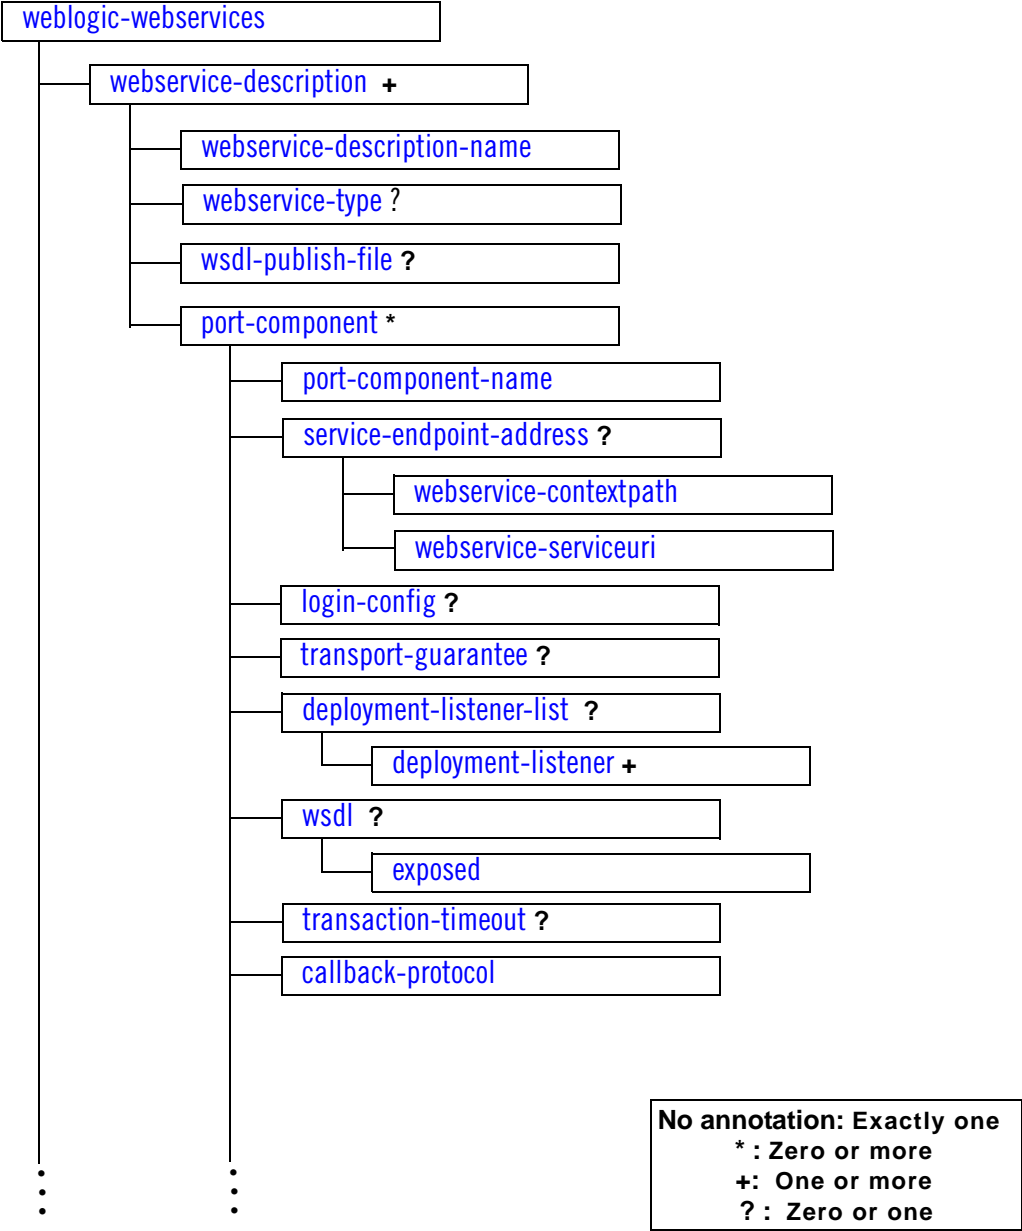 weblogic-webservices
webservice-description +
webservice-description-name
webservice-type ?
wsdl-publish-file ?
port-component *
port-component-name
service-endpoint-address ?
webservice-contextpath
webservice-serviceuri
login-config ?
transport-guarantee ?
deployment-listener-list ?
deployment-listener +
wsdl ?
exposed
transaction-timeout ?
callback-protocol
No annotation: Exactly one
* : Zero or more
+: One or more
? : Zero or one